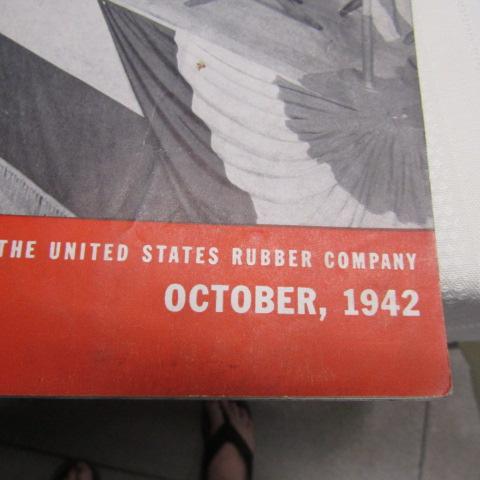 THE UNITED STATES RUBBER COMPANY
OCTOBER, 1942